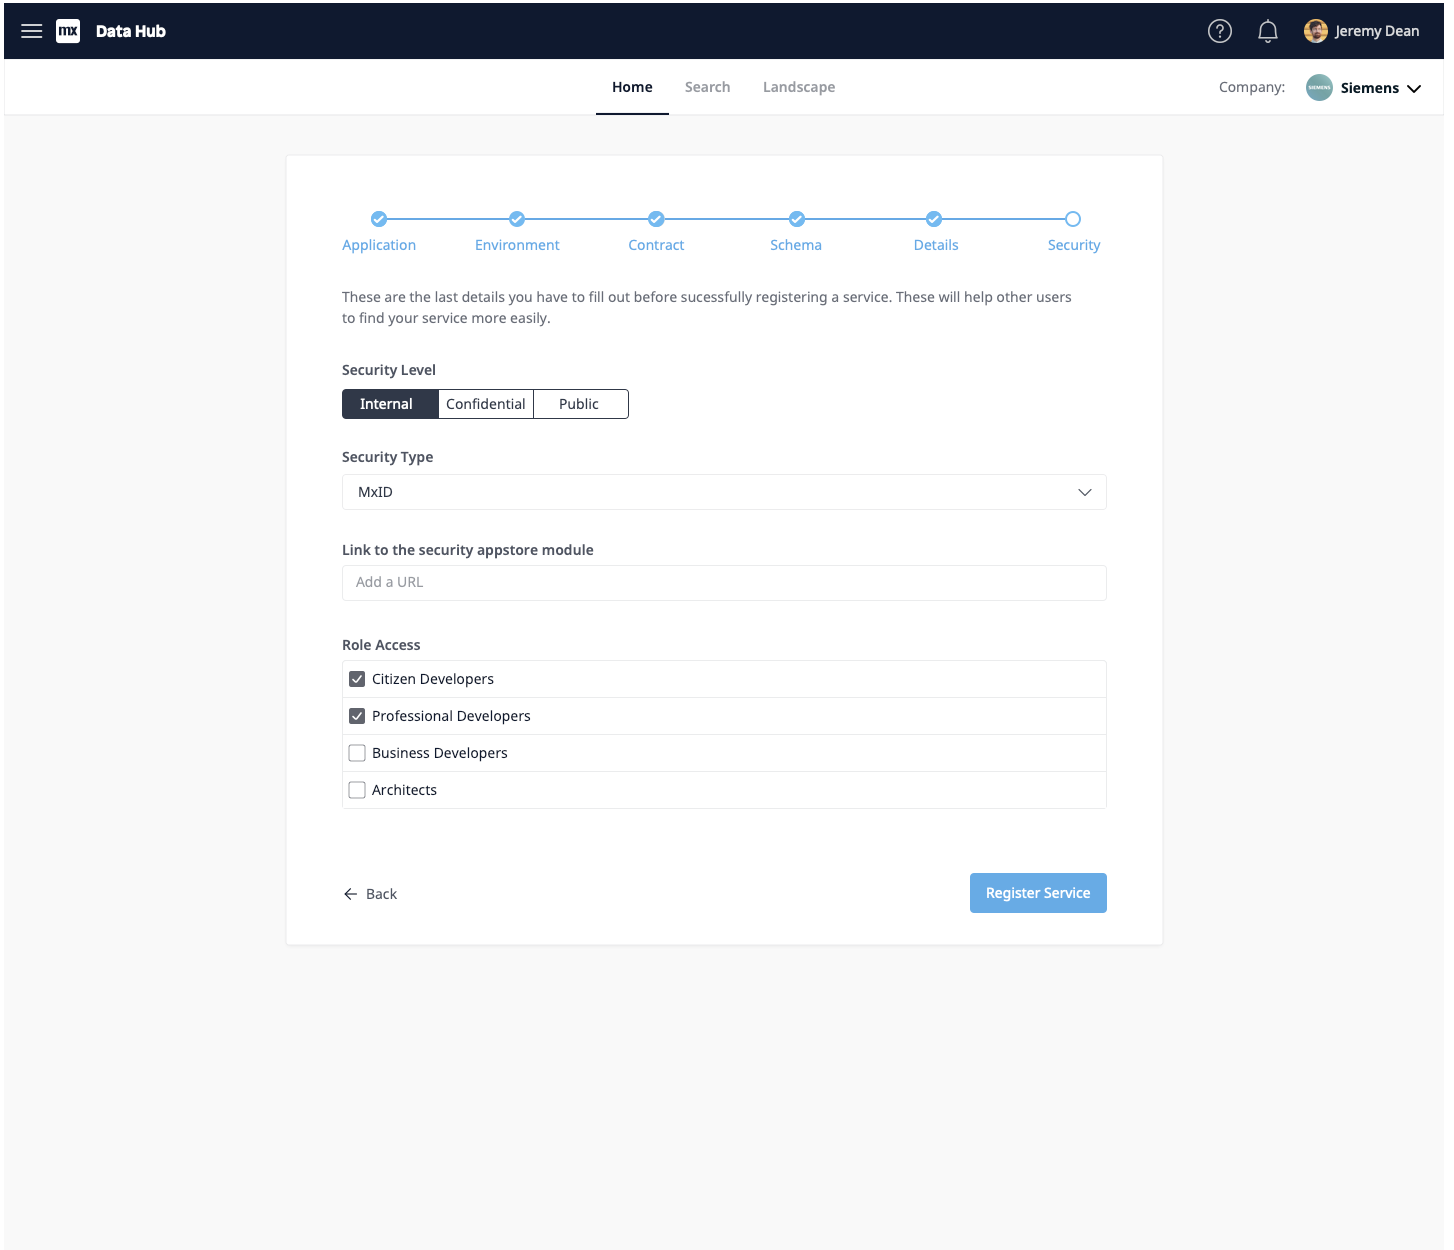 mx Data Hub
Jeremy Dean
Home Search Landscape
Company: SIEMENS Siemens
Application Environment Contract Schema Details Security
These are the last details you have to fill out before sucessfully registering a service. These will help other users
to find your service more easily.
Security Level
Internal Confidential Public
Security Type
MxID
Link to the security appstore module
Add a URL
Role Access
Citizen Developers
Professional Developers
Business Developers
Architects
Back Register Service